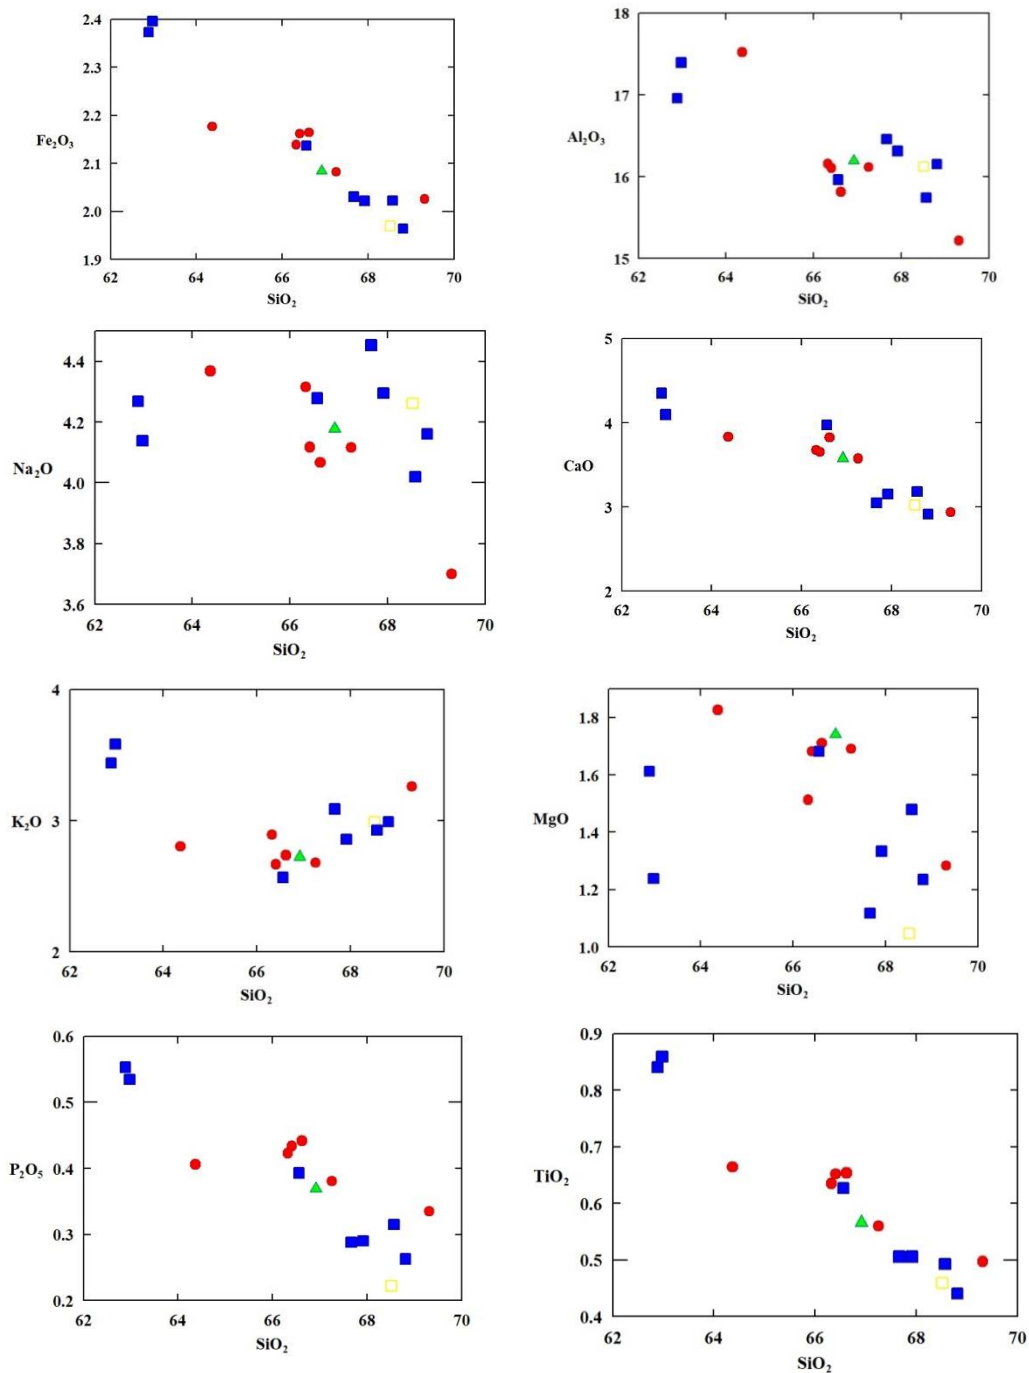 2.4
2.3
2.2
Fe₂O₃
2.1
2.0
1.9
62 64 66 68 70
SiO₂
18
17
Al₂O₃
16
15
62 64 66 68 70
SiO₂
4.4
4.2
Na₂O
4.0
3.8
3.6
62 64 66 68 70
SiO₂
5
4
CaO
3
2
62 64 66 68 70
SiO₂
4
K₂O
3
2
62 64 66 68 70
SiO₂
1.8
1.6
MgO
1.4
1.2
1.0
62 64 66 68 70
SiO₂
0.6
0.5
0.4
P₂O₅
0.3
0.2
62 64 66 68 70
SiO₂
0.9
0.8
0.7
TiO₂
0.6
0.5
0.4
62 64 66 68 70
SiO₂